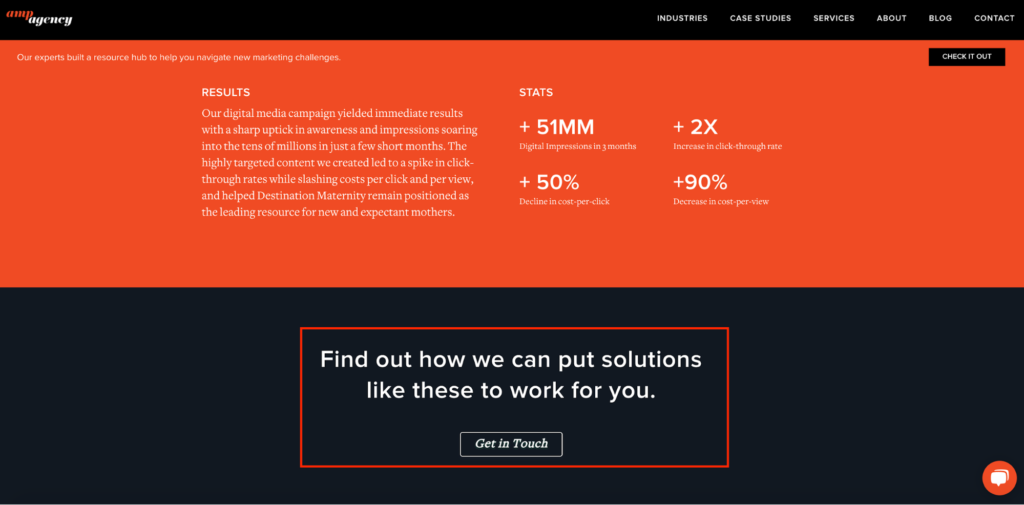 amp
agency
INDUSTRIES CASE STUDIES SERVICES ABOUT BLOG CONTACT
Our experts built a resource hub to help you navigate new marketing challenges.
CHECK IT OUT
RESULTS
Our digital media campaign yielded immediate results
with a sharp uptick in awareness and impressions soaring
into the tens of millions in just a few short months. The
highly targeted content we created led to a spike in click-
through rates while slashing costs per click and per view,
and helped Destination Maternity remain positioned as
the leading resource for new and expectant mothers.
STATS
+ 51MM
Digital Impressions in 3 months
+ 2X
Increase in click-through rate
+ 50%
Decline in cost-per-click
+90%
Decrease in cost-per-view
Find out how we can put solutions
like these to work for you.
Get in Touch